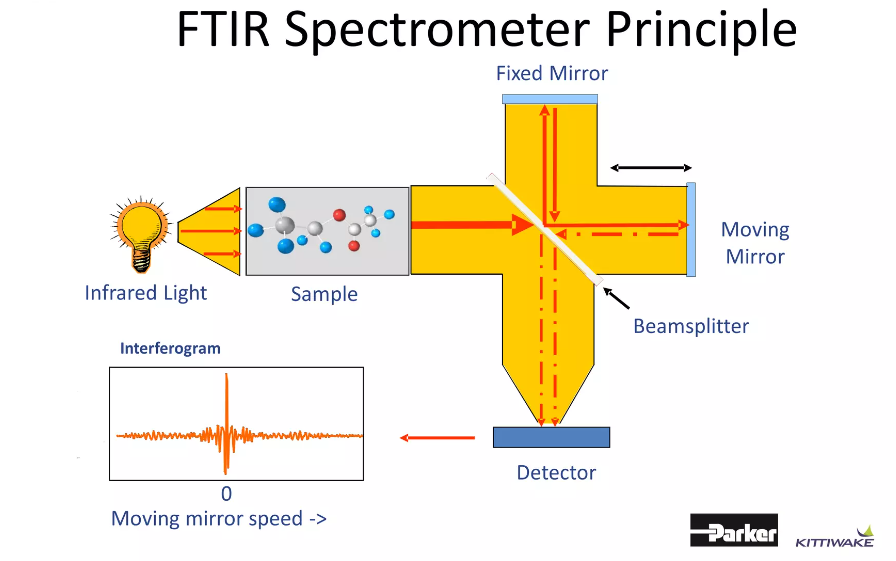 FTIR Spectrometer Principle
Fixed Mirror
Moving
Mirror
Infrared Light
Sample
Beamsplitter
Interferogram
Detector
0
Moving mirror speed ->
Parker
KITTIWAKE